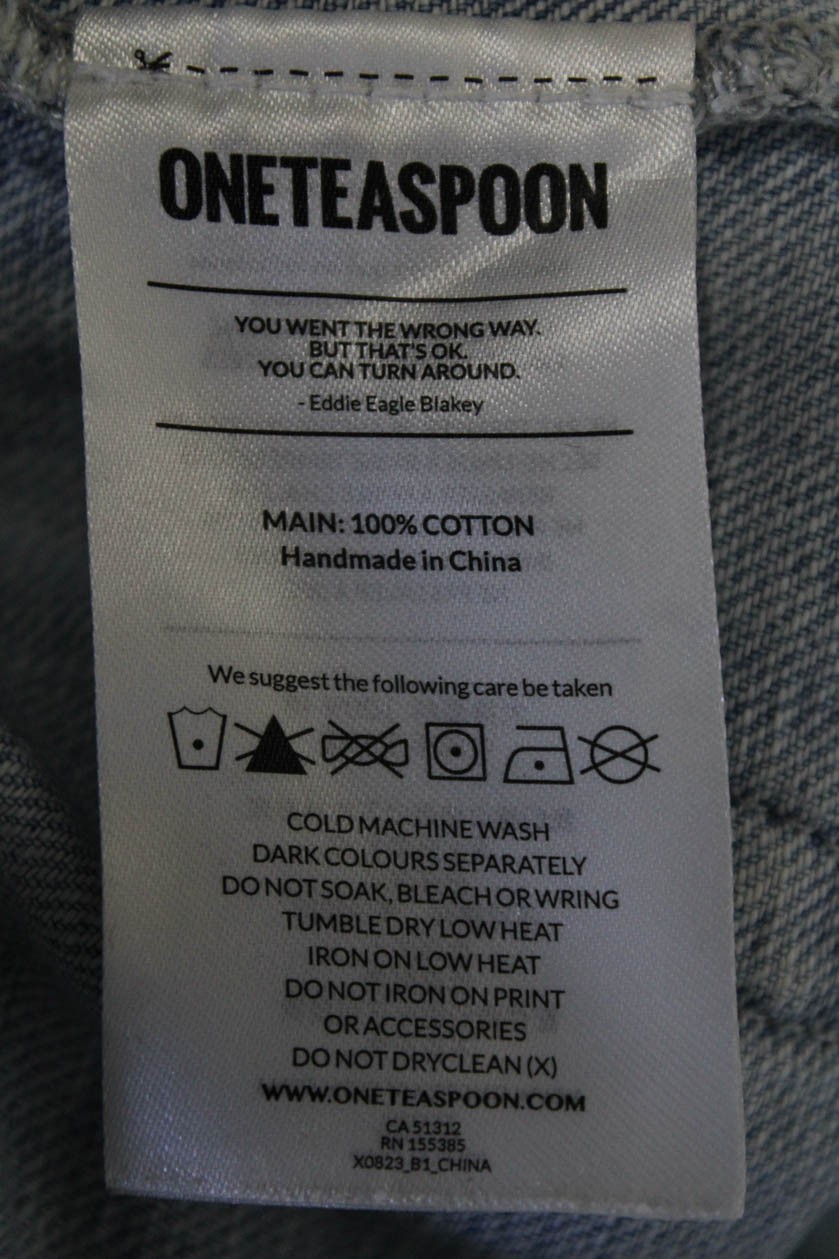 ONETEASPOON
YOU WENT THE WRONG WAY.
BUT THAT'S OK.
YOU CAN TURN AROUND.
- Eddie Eagle Blakey
MAIN: 100% COTTON
Handmade in China
We suggest the following care be taken
COLD MACHINE WASH
DARK COLOURS SEPARATELY
DO NOT SOAK, BLEACH OR WRING
TUMBLE DRY LOW HEAT
IRON ON LOW HEAT
DO NOT IRON ON PRINT
OR ACCESSORIES
DO NOT DRYCLEAN (X)
WWW.ONETEASPOON.COM
CA 51312
RN 155385
X0823_B1_CHINA